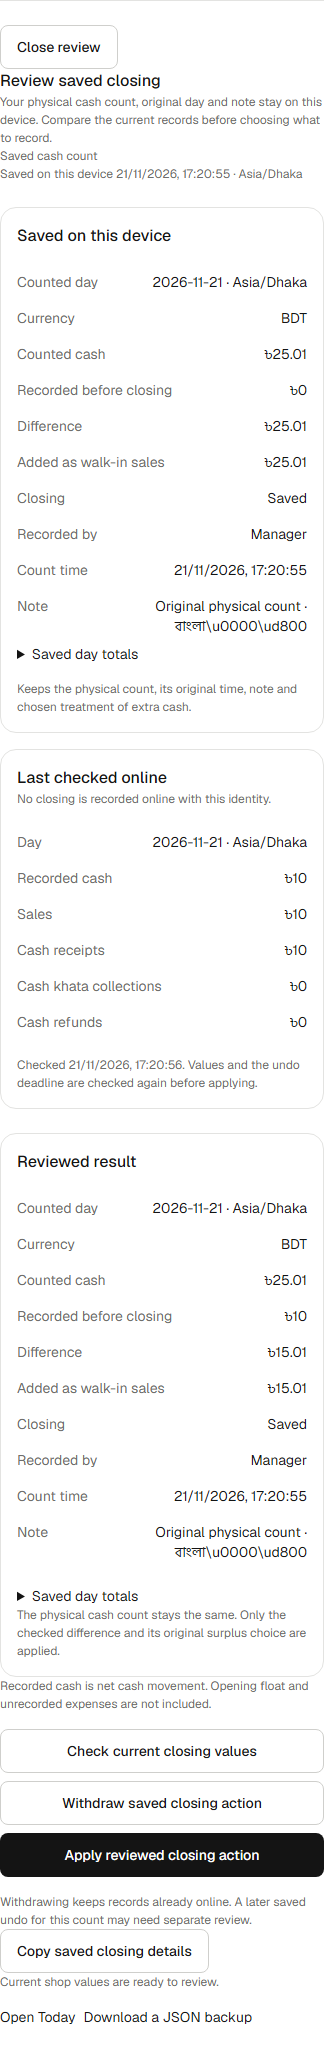 Close review
Review saved closing
Your physical cash count, original day and note stay on this
device. Compare the current records before choosing what
to record.
Saved cash count
Saved on this device 21/11/2026, 17:20:55 · Asia/Dhaka
Saved on this device
Counted day 2026-11-21 · Asia/Dhaka
Currency BDT
Counted cash ৳25.01
Recorded before closing ৳0
Difference ৳25.01
Added as walk-in sales ৳25.01
Closing Saved
Recorded by Manager
Count time 21/11/2026, 17:20:55
Note Original physical count ·
বাংলা\u0000\ud800
▶ Saved day totals
Keeps the physical count, its original time, note and
chosen treatment of extra cash.
Last checked online
No closing is recorded online with this identity.
Day 2026-11-21 · Asia/Dhaka
Recorded cash ৳10
Sales ৳10
Cash receipts ৳10
Cash khata collections ৳0
Cash refunds ৳0
Checked 21/11/2026, 17:20:56. Values and the undo
deadline are checked again before applying.
Reviewed result
Counted day 2026-11-21 · Asia/Dhaka
Currency BDT
Counted cash ৳25.01
Recorded before closing ৳10
Difference ৳15.01
Added as walk-in sales ৳15.01
Closing Saved
Recorded by Manager
Count time 21/11/2026, 17:20:55
Note Original physical count ·
বাংলা\u0000\ud800
▶ Saved day totals
The physical cash count stays the same. Only the
checked difference and its original surplus choice are
applied.
Recorded cash is net cash movement. Opening float and
unrecorded expenses are not included.
Check current closing values
Withdraw saved closing action
Apply reviewed closing action
Withdrawing keeps records already online. A later saved
undo for this count may need separate review.
Copy saved closing details
Current shop values are ready to review.
Open Today Download a JSON backup